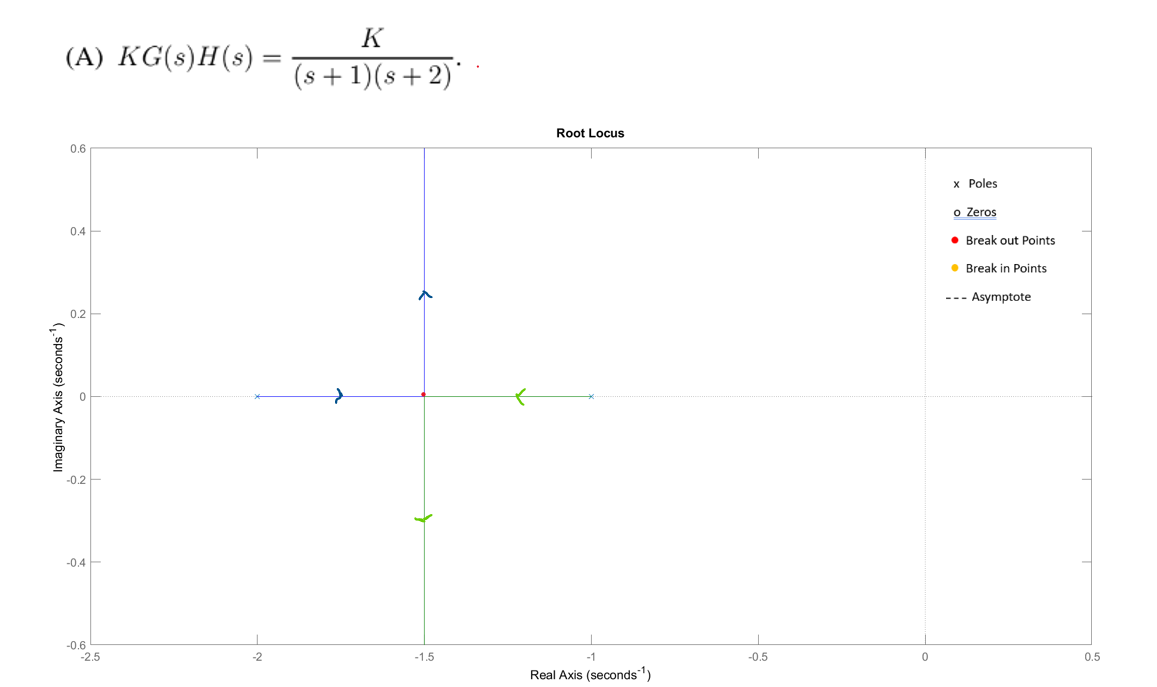 (A) KG(s)H(s) = K / (s + 1)(s + 2).
Root Locus
0.6
0.4
0.2
0
-0.2
-0.4
-0.6
Imaginary Axis (seconds⁻¹)
x Poles
o Zeros
Break out Points
Break in Points
--- Asymptote
-2.5 -2 -1.5 -1 -0.5 0 0.5
Real Axis (seconds⁻¹)